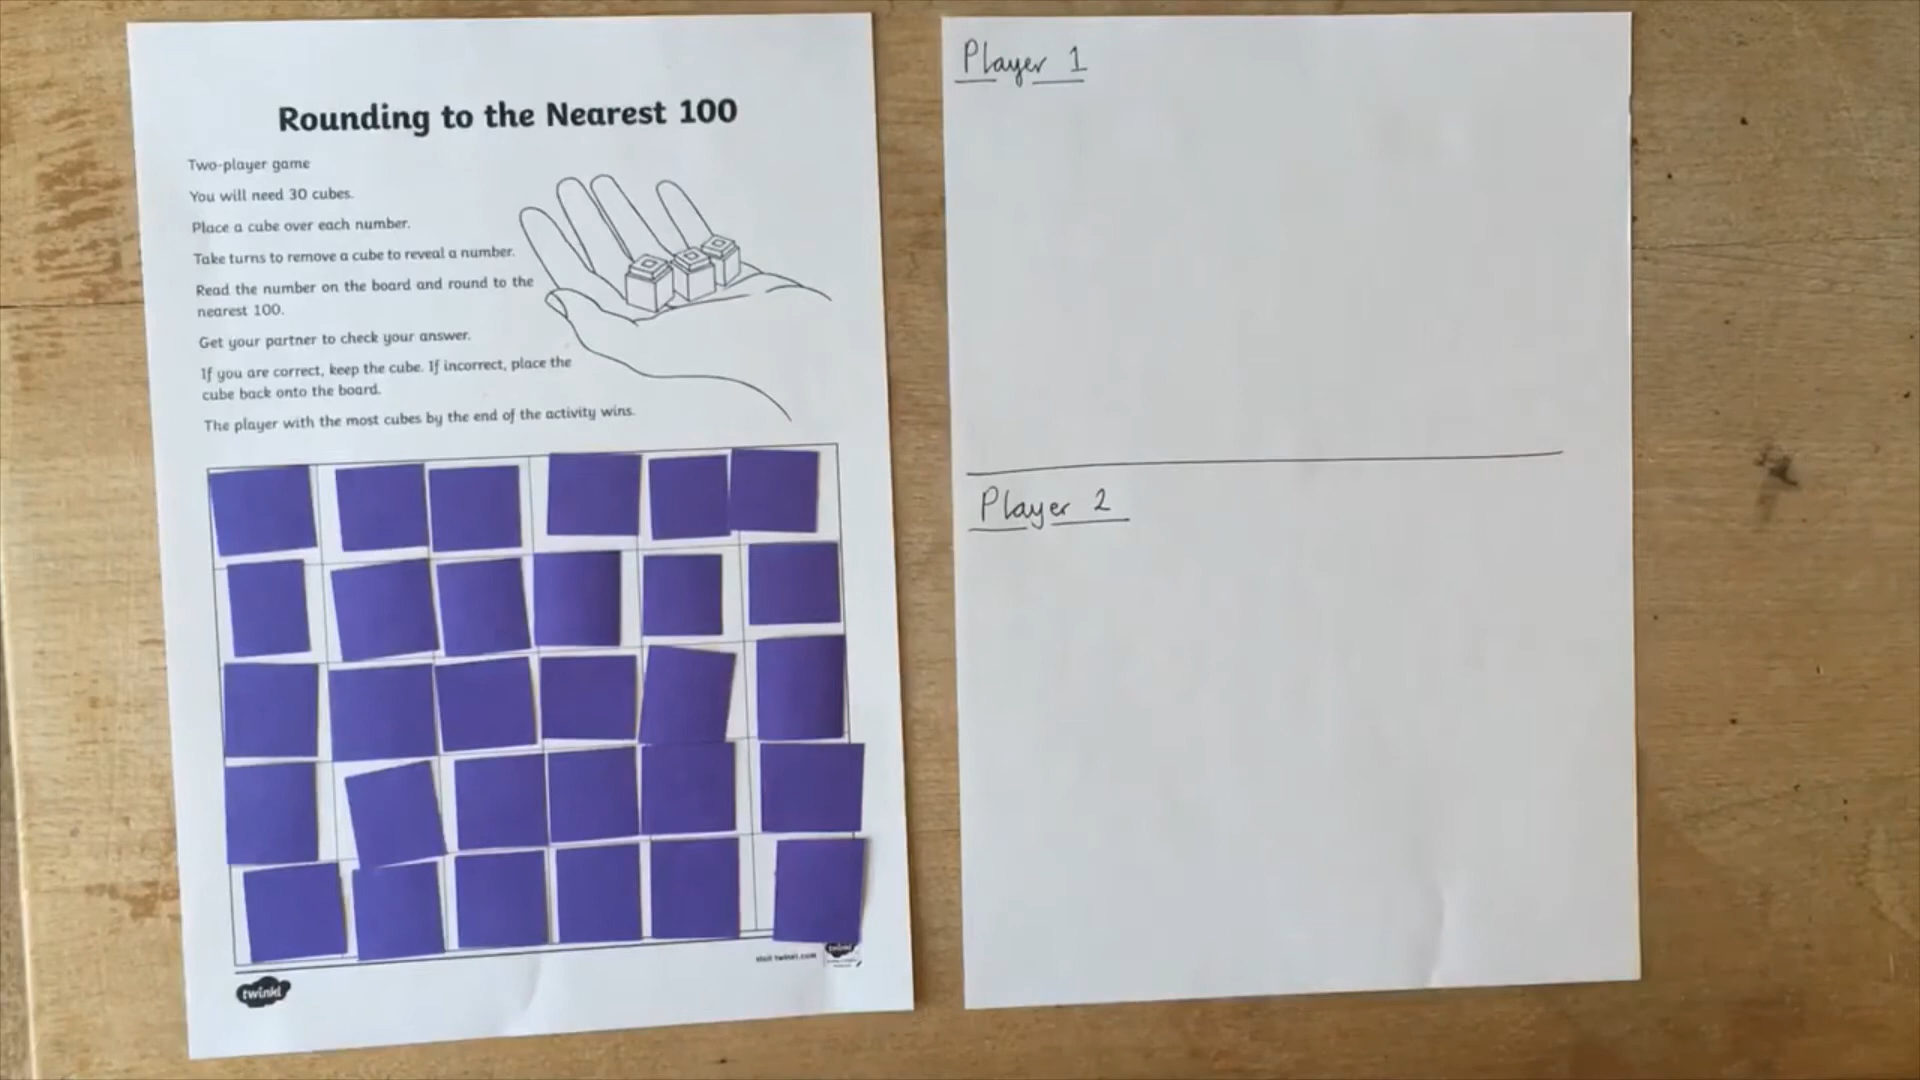 Rounding to the Nearest 100
Two-player game
You will need 30 cubes.
Place a cube over each number.
Take turns to remove a cube to reveal a number.
Read the number on the board and round to the
nearest 100.
Get your partner to check your answer.
If you are correct, keep the cube. If incorrect, place the
cube back onto the board.
The player with the most cubes by the end of the activity wins.
visit twinkl.com
twinkl
twinkl
Player 1
Player 2